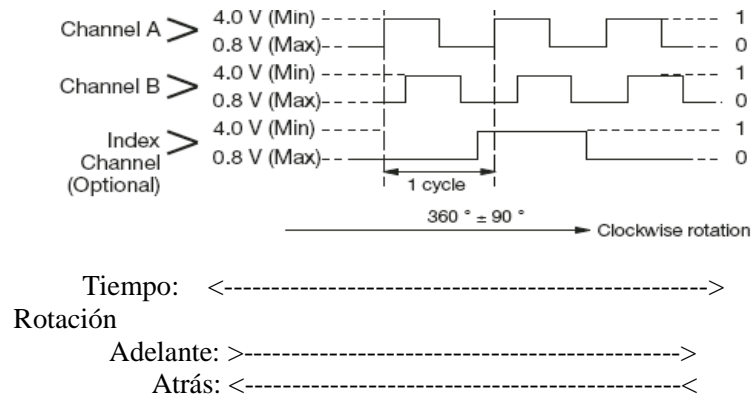 4.0 V (Min) 1
Channel A > 0.8 V (Max) 0
4.0 V (Min) 1
Channel B > 0.8 V (Max) 0
4.0 V (Min) 1
Index > 0.8 V (Max) 0
Channel
(Optional)
1 cycle
360 ° ± 90 °
Clockwise rotation
Tiempo: <------------------------------------------------>
Rotación
Adelante: >--------------------------------------------->
Atrás: <---------------------------------------------<